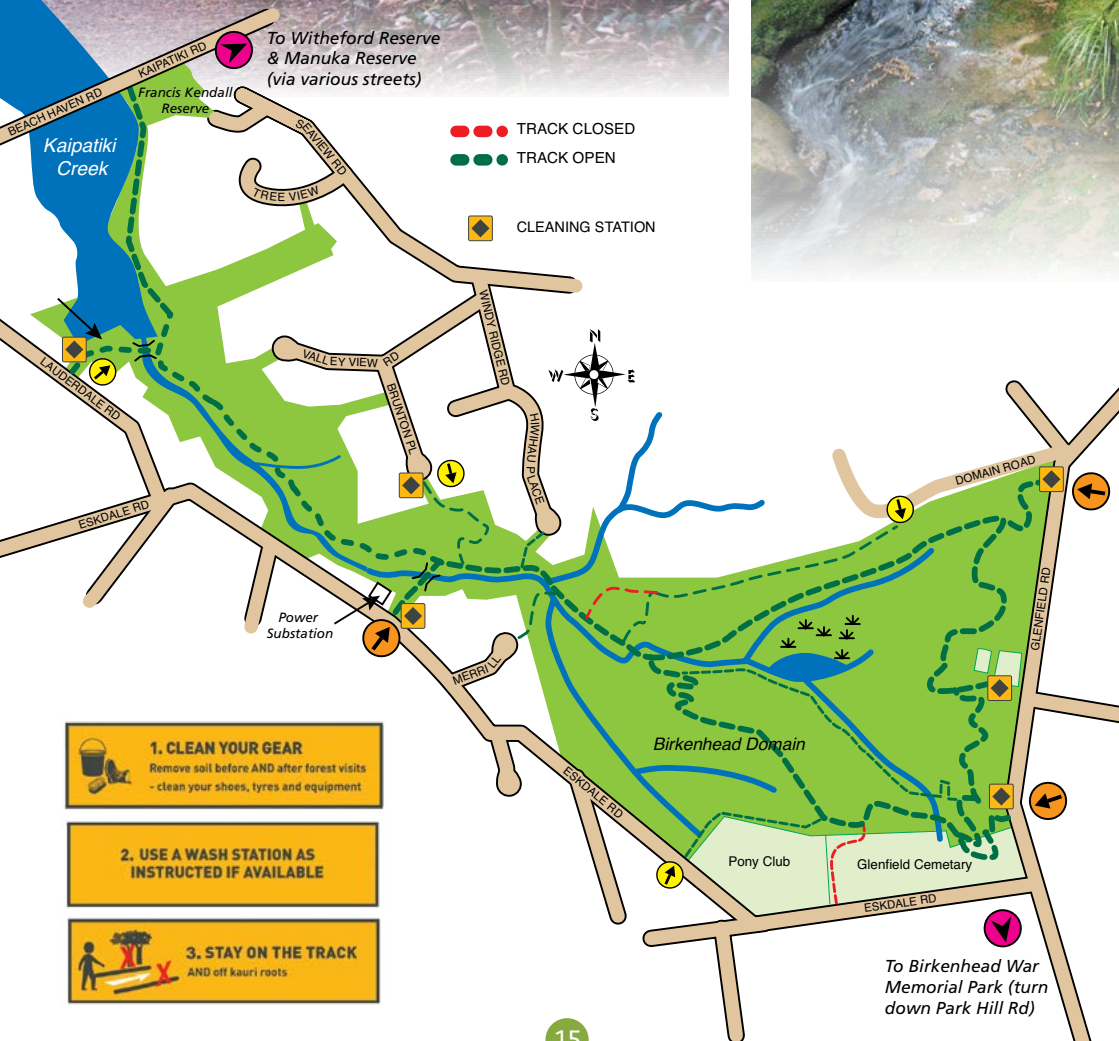 KAIPATIKI RD
To Witheford Reserve
& Manuka Reserve
(via various streets)
BEACH HAVEN RD
Francis Kendall
Reserve
Kaipatiki
Creek
SEAVIEW RD
TREE VIEW
TRACK CLOSED
TRACK OPEN
CLEANING STATION
WINDY RIDGE RD
VALLEY VIEW RD
BRUNTON PL
HIWIHAU PLACE
N
W
E
S
LAUDERDALE RD
ESKDALE RD
DOMAIN ROAD
GLENFIELD RD
Power
Substation
MERRILL
Birkenhead Domain
ESKDALE RD
Pony Club
Glenfield Cemetary
ESKDALE RD
To Birkenhead War
Memorial Park (turn
down Park Hill Rd)
1. CLEAN YOUR GEAR
Remove soil before AND after forest visits
- clean your shoes, tyres and equipment
2. USE A WASH STATION AS
INSTRUCTED IF AVAILABLE
3. STAY ON THE TRACK
AND off kauri roots
15